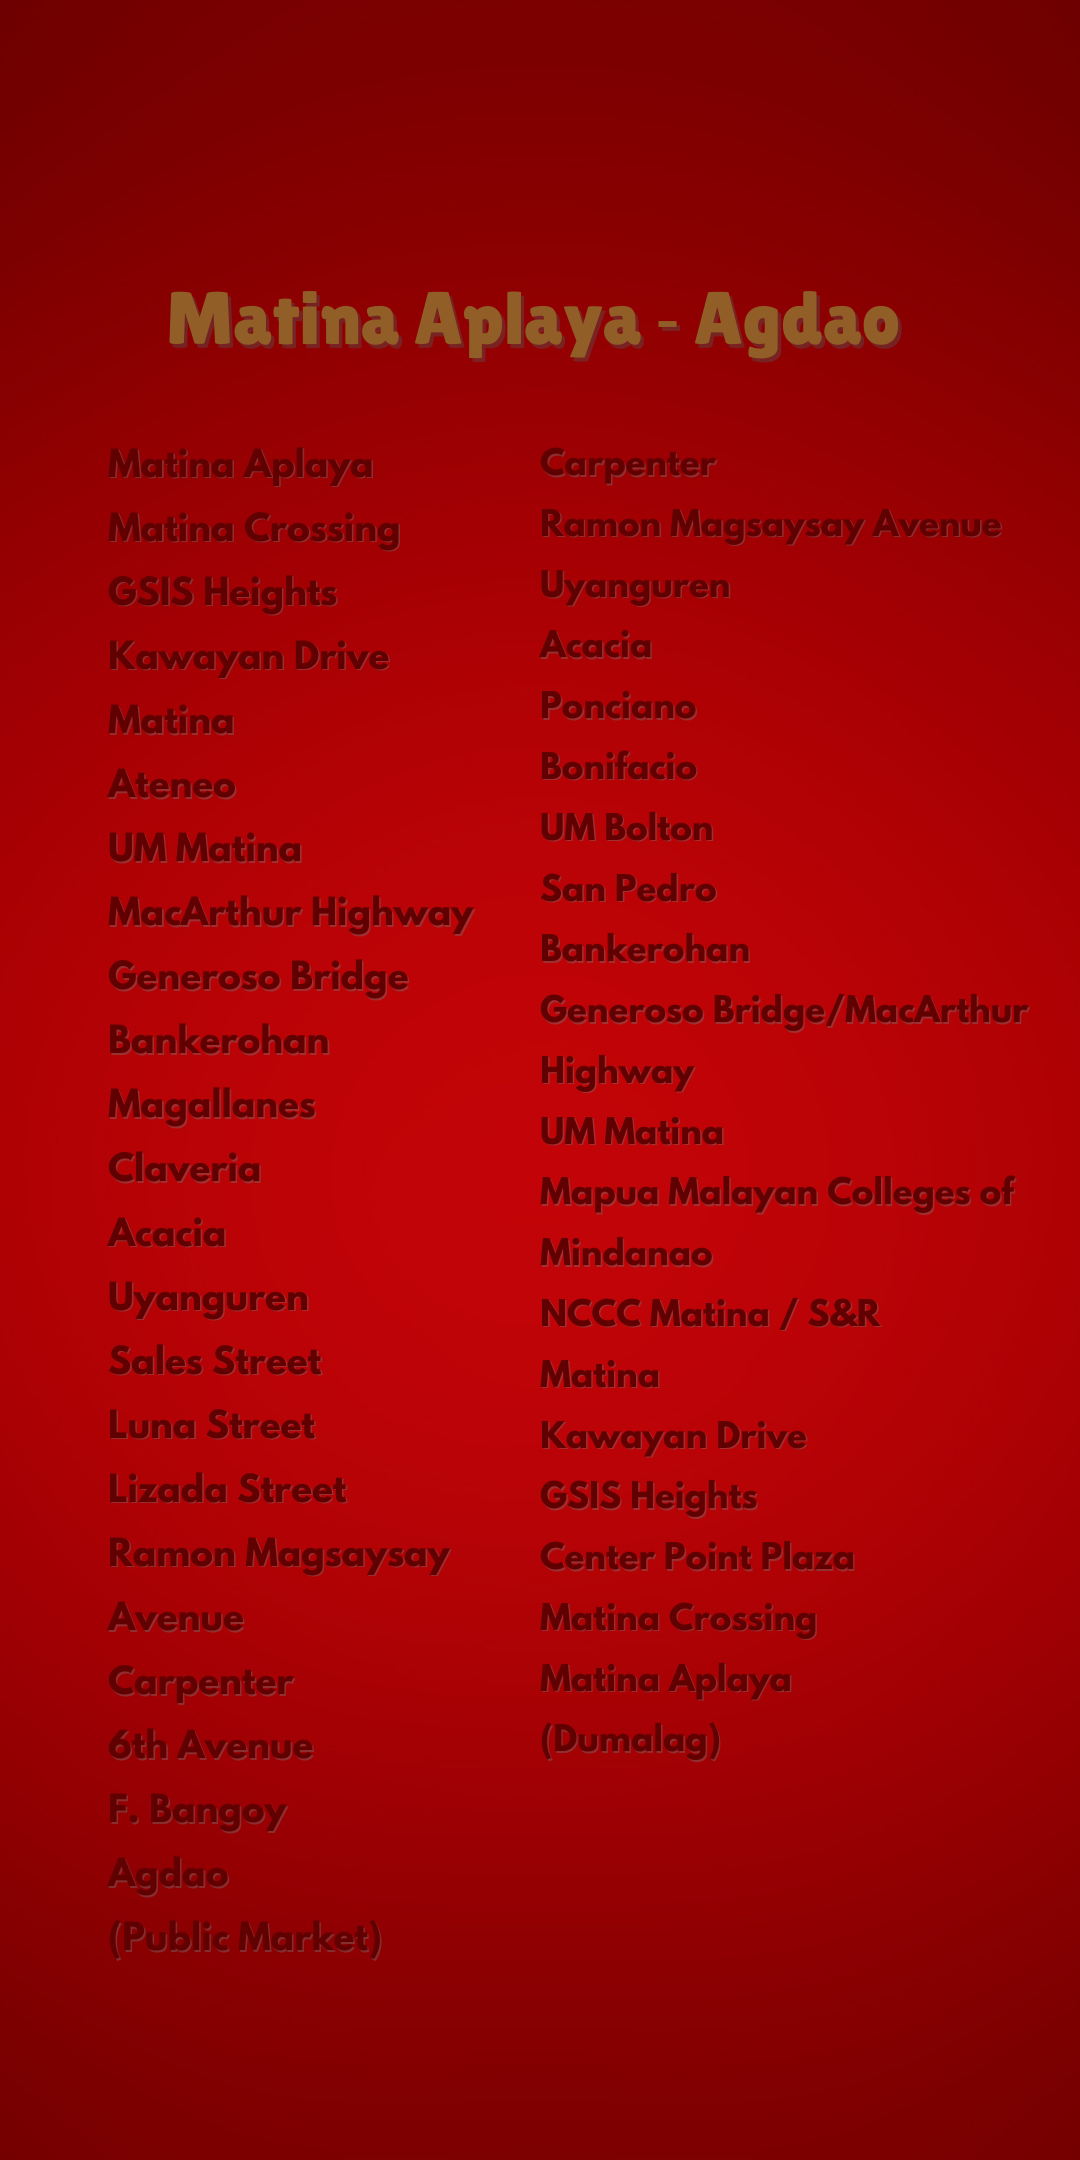 Matina Aplaya - Agdao
Matina Aplaya
Matina Crossing
GSIS Heights
Kawayan Drive
Matina
Ateneo
UM Matina
MacArthur Highway
Generoso Bridge
Bankerohan
Magallanes
Claveria
Acacia
Uyanguren
Sales Street
Luna Street
Lizada Street
Ramon Magsaysay
Avenue
Carpenter
6th Avenue
F. Bangoy
Agdao
(Public Market)
Carpenter
Ramon Magsaysay Avenue
Uyanguren
Acacia
Ponciano
Bonifacio
UM Bolton
San Pedro
Bankerohan
Generoso Bridge/MacArthur
Highway
UM Matina
Mapua Malayan Colleges of
Mindanao
NCCC Matina / S&R
Matina
Kawayan Drive
GSIS Heights
Center Point Plaza
Matina Crossing
Matina Aplaya
(Dumalag)